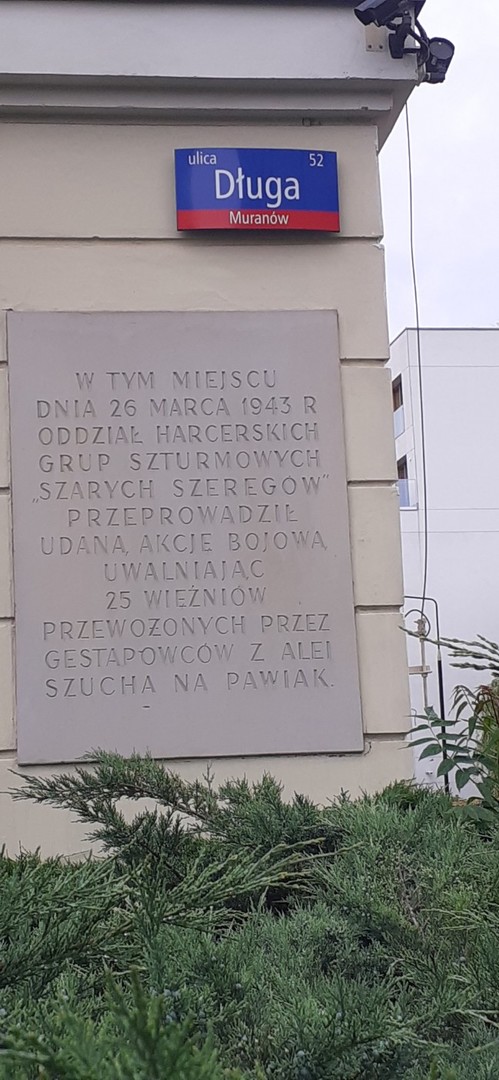 ulica 52
Długa
Muranów
W TYM MIEJSCU
DNIA 26 MARCA 1943 R
ODDZIAŁ HARCERSKICH
GRUP SZTURMOWYCH
„SZARYCH SZEREGÓW"
PRZEPROWADZIŁ
UDANĄ AKCJĘ BOJOWĄ
UWALNIAJĄC
25 WIĘŹNIÓW
PRZEWOŻONYCH PRZEZ
GESTAPOWCÓW Z ALEI
SZUCHA NA PAWIAK.